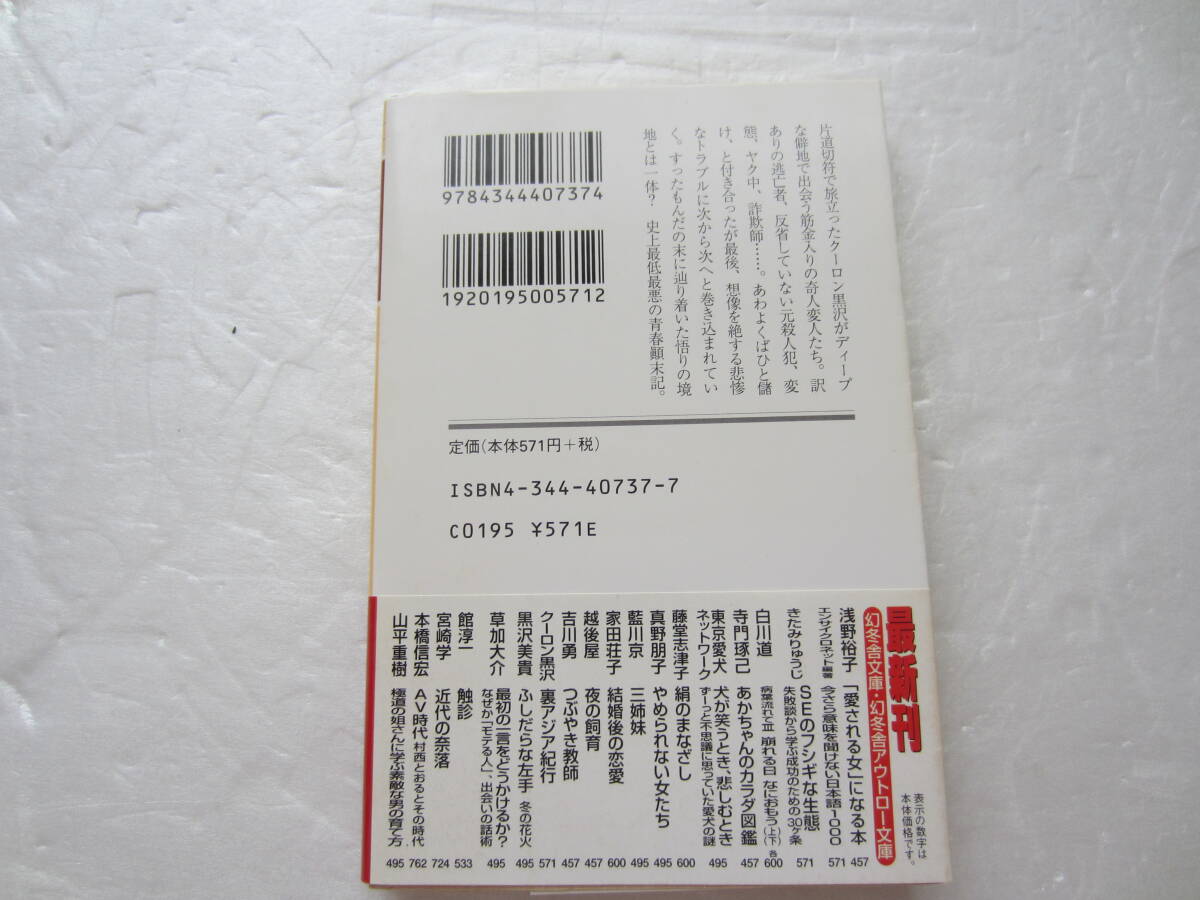 片道切符で旅立ったクーロン黒沢がディープ
な僻地で出会う筋金入りの奇人変人たち。訳
ありの逃亡者、反省していない元殺人犯、変
態、ヤク中、詐欺師……。あわよくばひと儲
け、と付き合ったが最後、想像を絶する悲惨
なトラブルに次から次へと巻き込まれてい
く。すったもんだの末に辿り着いた悟りの境
地とは一体？ 史上最低最悪の青春顚末記。
9784344407374
1920195005712
定価(本体571円+税)
ISBN4-344-40737-7
C0195 ¥571E
最新刊
幻冬舎文庫・幻冬舎アウトロー文庫
表示の数字は
本体価格です。
浅野裕子 「愛される女」になる本 457
エンサイクロネット編著 今さら意味を聞けない日本語1000 571
きたみりゅうじ SEのフシギな生態 失敗談から学ぶ成功のための30ヶ条 571
白川道 病葉流れてIII 崩れる日 なにおもう(上下) 各600
寺門琢己 あかちゃんのカラダ図鑑 457
東京愛犬ネットワーク 犬が笑うとき、悲しむとき ずーっと不思議に思っていた愛犬の謎 495
藤堂志津子 絹のまなざし 600
真野朋子 やめられない女たち 495
藍川京 三姉妹 495
家田荘子 結婚後の恋愛 600
越後屋 夜の飼育 457
吉川勇 つぶやき教師 457
クーロン黒沢 裏アジア紀行 571
黒沢美貴 ふしだらな左手 冬の花火 495
草加大介 最初の一言をどうかけるか？ なぜか「モテる人」、出会いの話術 495
館淳一 触診 533
宮崎学 近代の奈落 724
本橋信宏 AV時代 村西とおるとその時代 762
山平重樹 極道の姐さんに学ぶ素敵な男の育て方 495